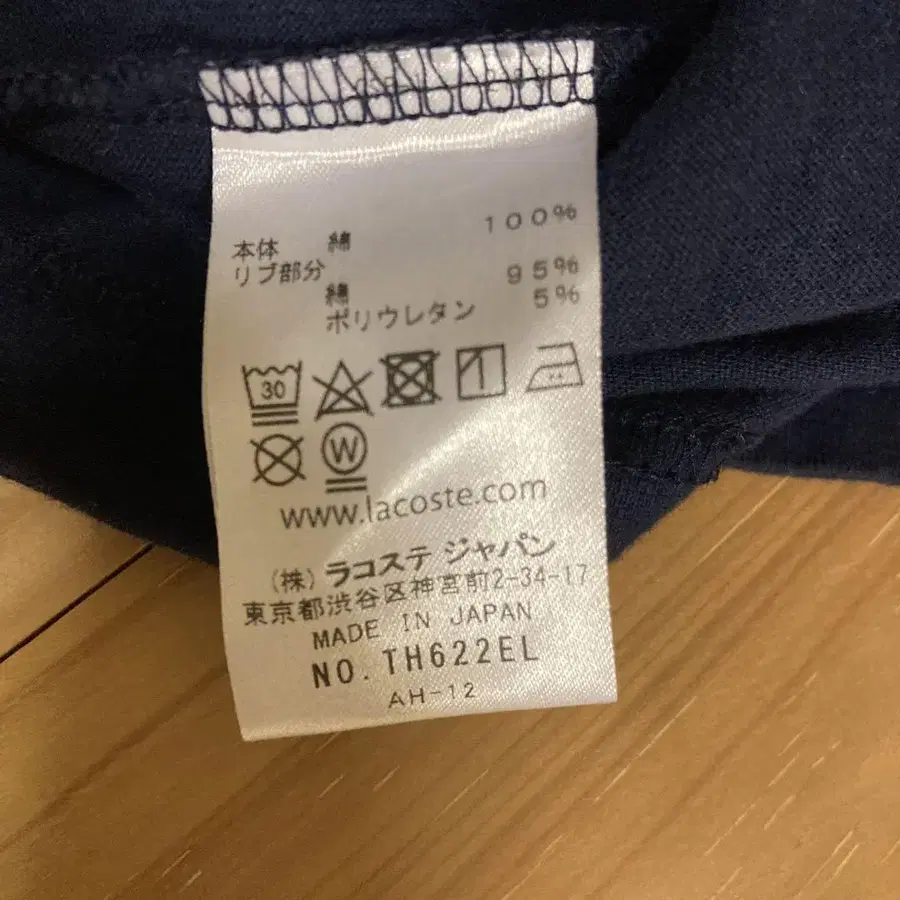 本体 綿 100%
リブ部分
綿 95%
ポリウレタン 5%
30
W
www.lacoste.com
(株) ラコステ ジャパン
東京都渋谷区神宮前2-34-17
MADE IN JAPAN
NO. TH622EL
AH-12